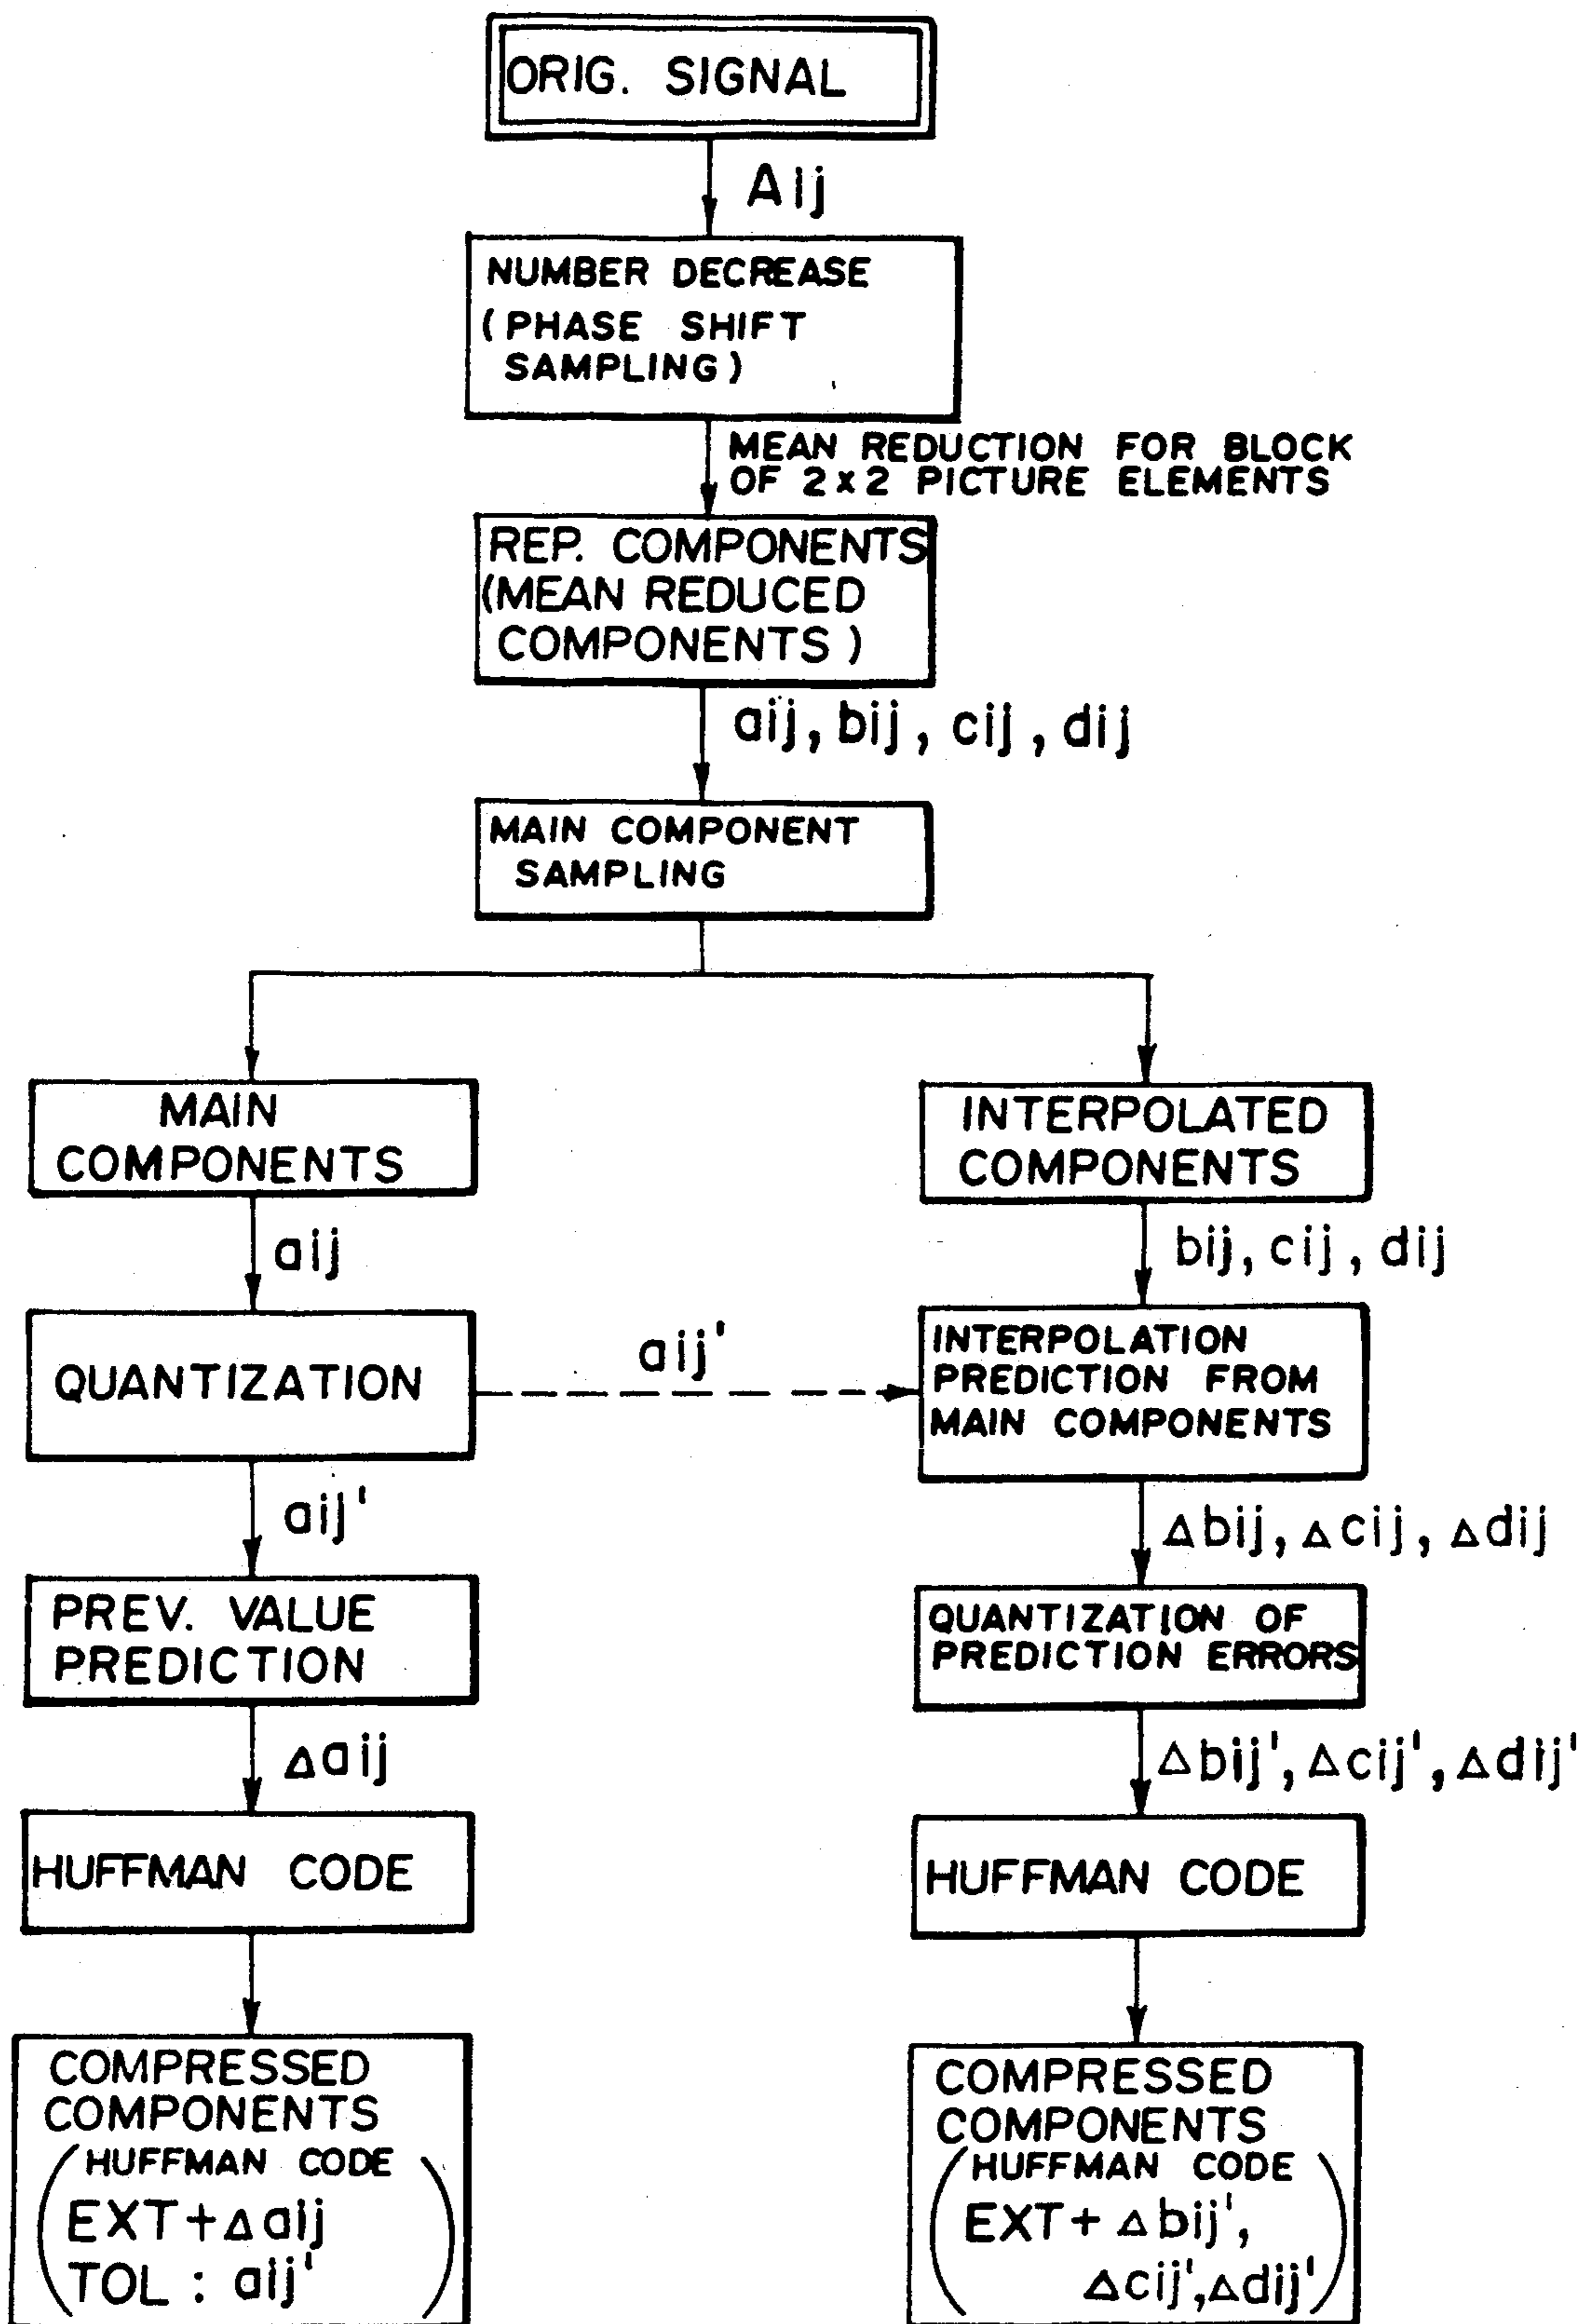 ORIG. SIGNAL
Aij
NUMBER DECREASE
(PHASE SHIFT
SAMPLING)
MEAN REDUCTION FOR BLOCK
OF 2x2 PICTURE ELEMENTS
REP. COMPONENTS
(MEAN REDUCED
COMPONENTS)
aij, bij, cij, dij
MAIN COMPONENT
SAMPLING
MAIN
COMPONENTS
aij
QUANTIZATION
aij'
aij'
PREV. VALUE
PREDICTION
Δaij
HUFFMAN CODE
COMPRESSED
COMPONENTS
(HUFFMAN CODE
EXT+Δaij
TOL : aij')
INTERPOLATED
COMPONENTS
bij, cij, dij
INTERPOLATION
PREDICTION FROM
MAIN COMPONENTS
Δbij, Δcij, Δdij
QUANTIZATION OF
PREDICTION ERRORS
Δbij', Δcij', Δdij'
HUFFMAN CODE
COMPRESSED
COMPONENTS
(HUFFMAN CODE
EXT+ Δbij',
Δcij', Δdij')